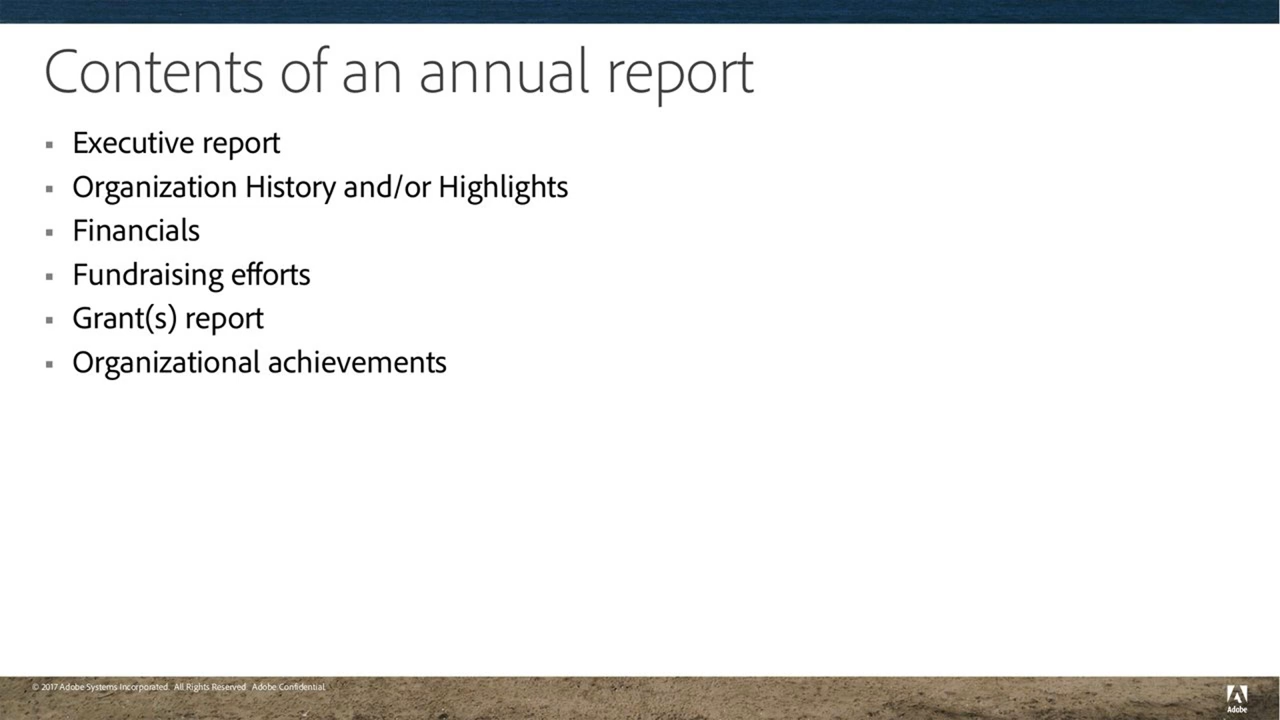 Contents of an annual report
▪ Executive report
▪ Organization History and/or Highlights
▪ Financials
▪ Fundraising efforts
▪ Grant(s) report
▪ Organizational achievements
© 2017 Adobe Systems Incorporated. All Rights Reserved. Adobe Confidential.
Adobe